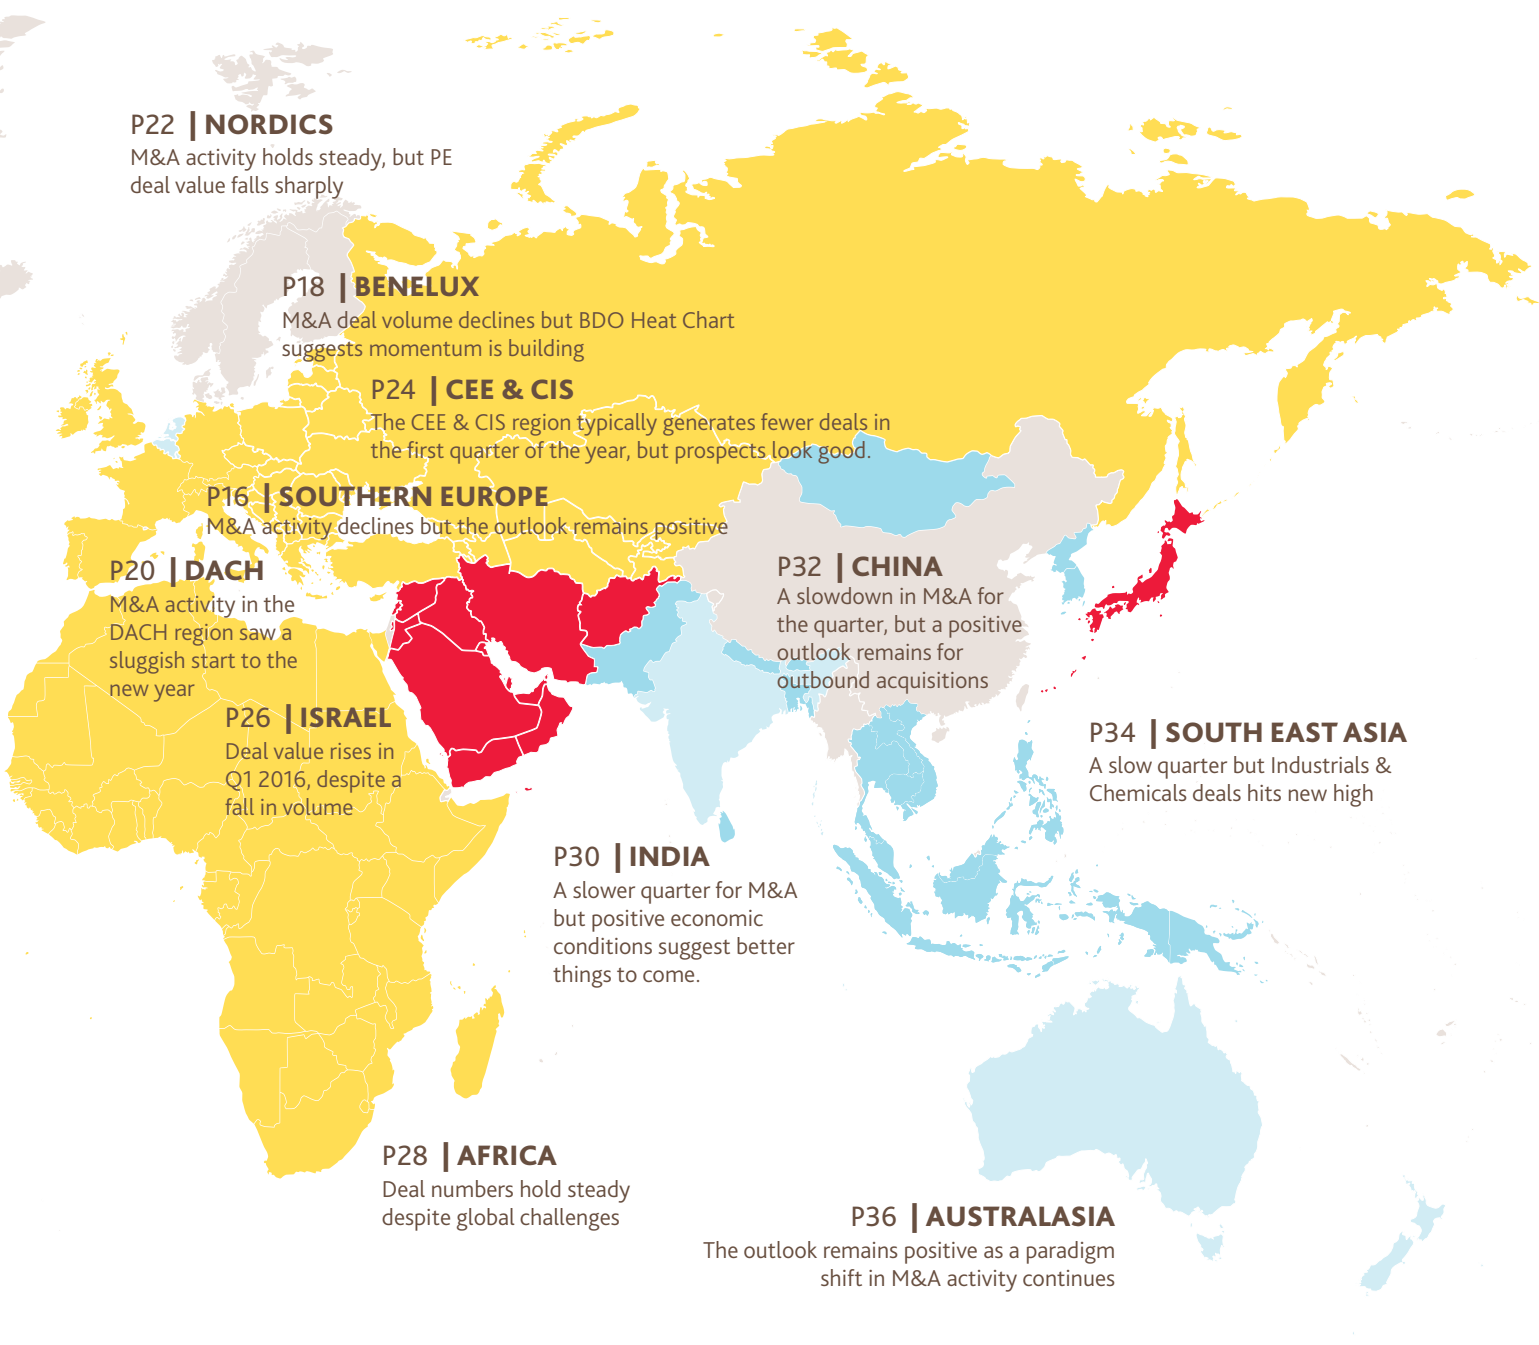 P22 | NORDICS
M&A activity holds steady, but PE
deal value falls sharply
P18 | BENELUX
M&A deal volume declines but BDO Heat Chart
suggests momentum is building
P24 | CEE & CIS
The CEE & CIS region typically generates fewer deals in
the first quarter of the year, but prospects look good.
P16 | SOUTHERN EUROPE
M&A activity declines but the outlook remains positive
P20 | DACH
M&A activity in the
DACH region saw a
sluggish start to the
new year
P32 | CHINA
A slowdown in M&A for
the quarter, but a positive
outlook remains for
outbound acquisitions
P26 | ISRAEL
Deal value rises in
Q1 2016, despite a
fall in volume
P34 | SOUTH EAST ASIA
A slow quarter but Industrials &
Chemicals deals hits new high
P30 | INDIA
A slower quarter for M&A
but positive economic
conditions suggest better
things to come.
P28 | AFRICA
Deal numbers hold steady
despite global challenges
P36 | AUSTRALASIA
The outlook remains positive as a paradigm
shift in M&A activity continues